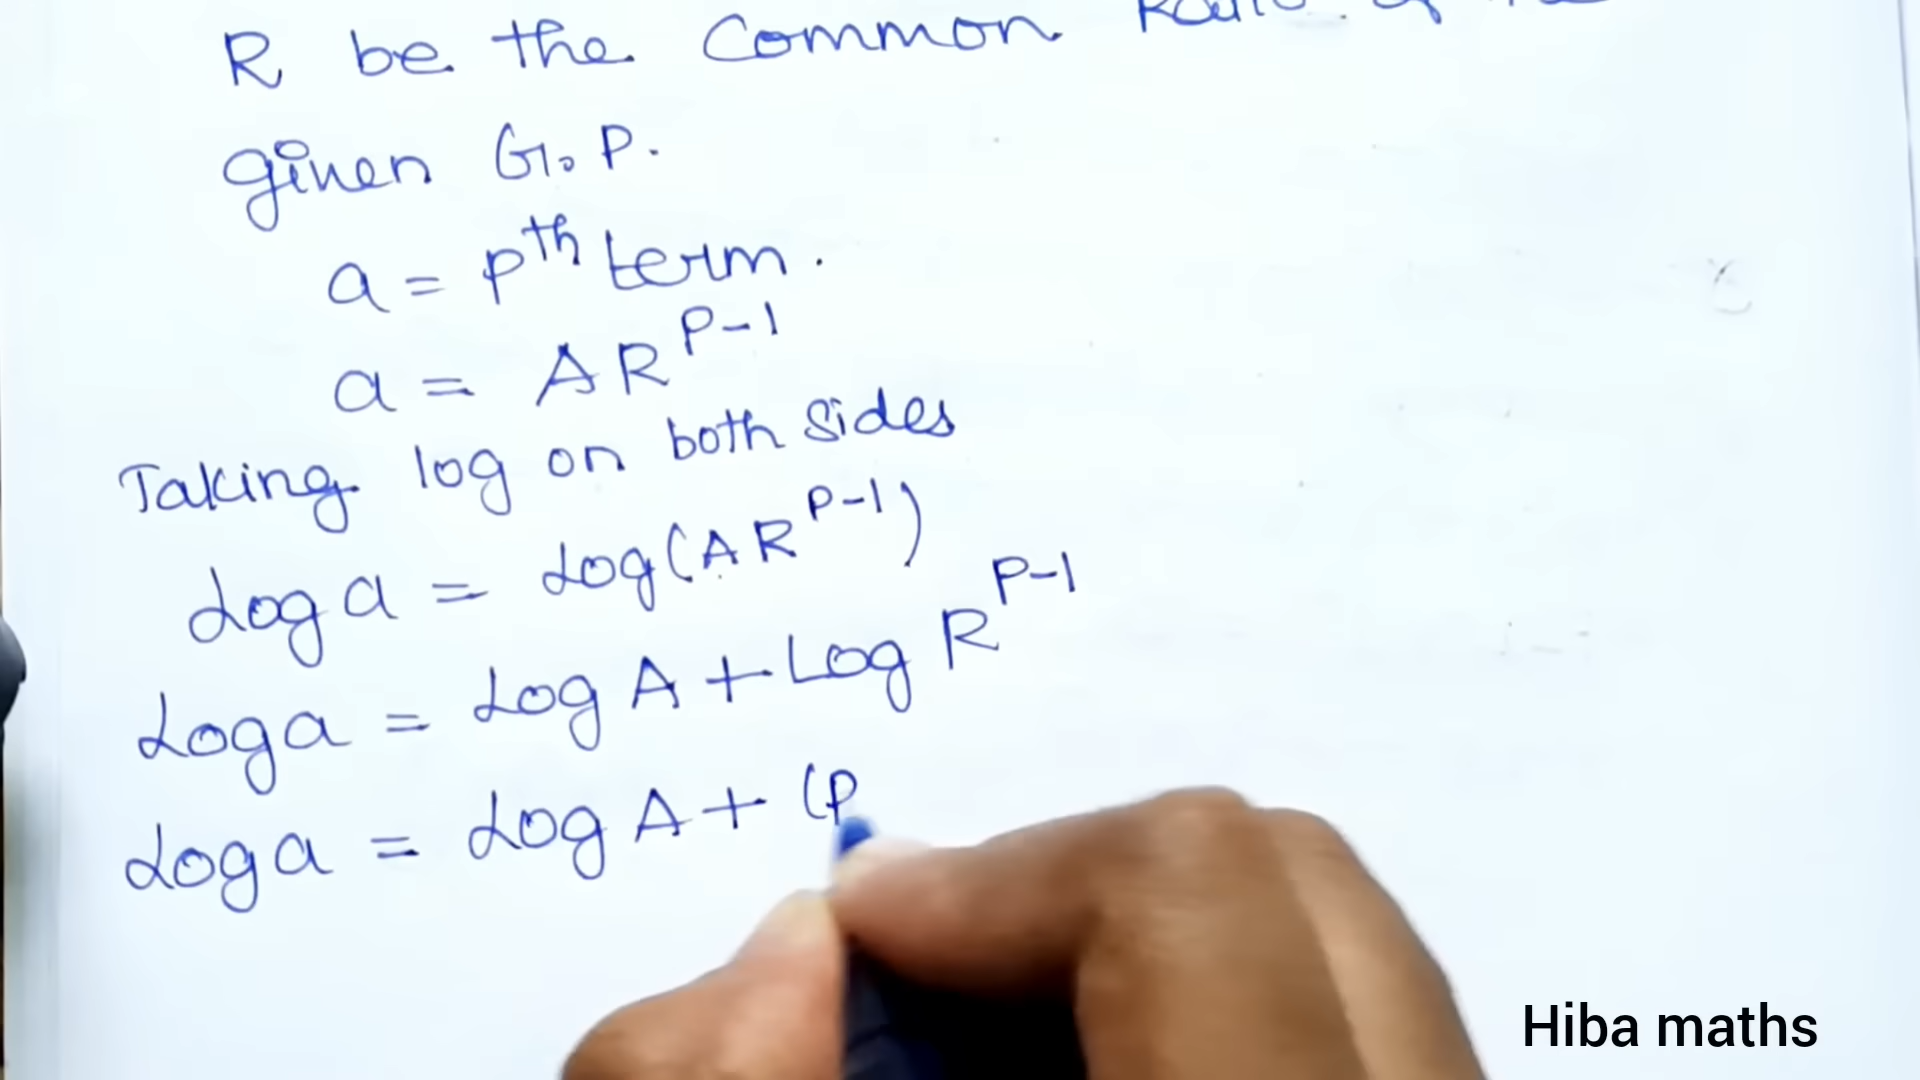 R be the Common
given G.P.
a = pth term.
a = AR^P-1
Taking log on both sides
Log a = Log(AR^P-1)
Log a = Log A + Log R^P-1
Log a = Log A + (P
Hiba maths